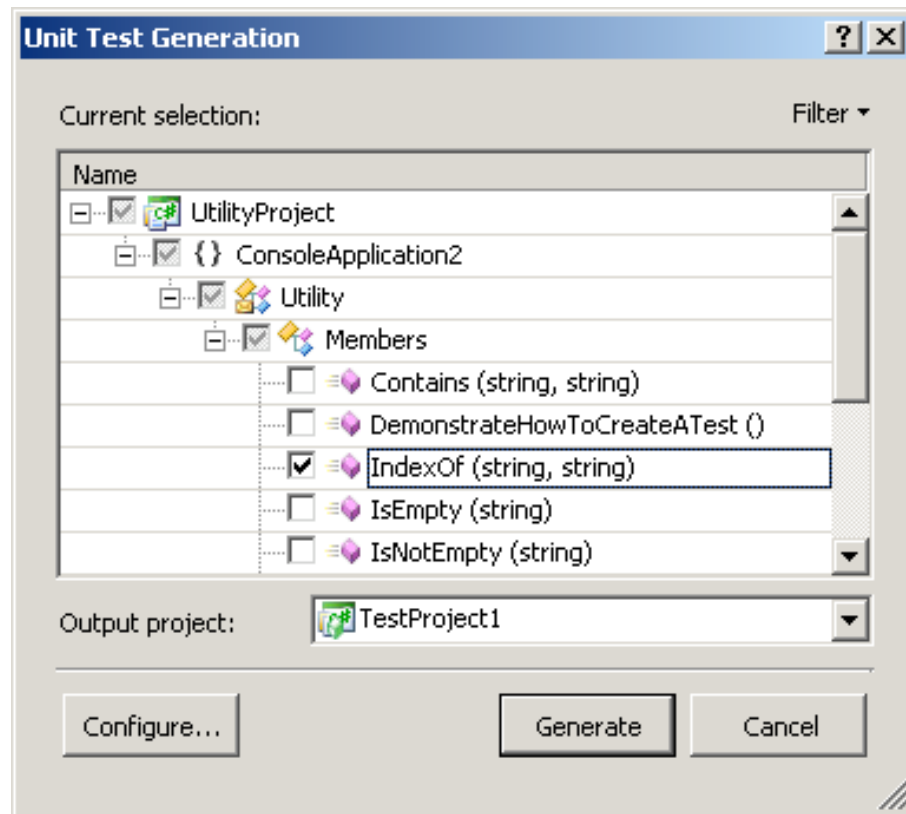 Unit Test Generation
Current selection: Filter
Name
UtilityProject
{} ConsoleApplication2
Utility
Members
Contains (string, string)
DemonstrateHowToCreateATest ()
IndexOf (string, string)
IsEmpty (string)
IsNotEmpty (string)
Output project: TestProject1
Configure... Generate Cancel